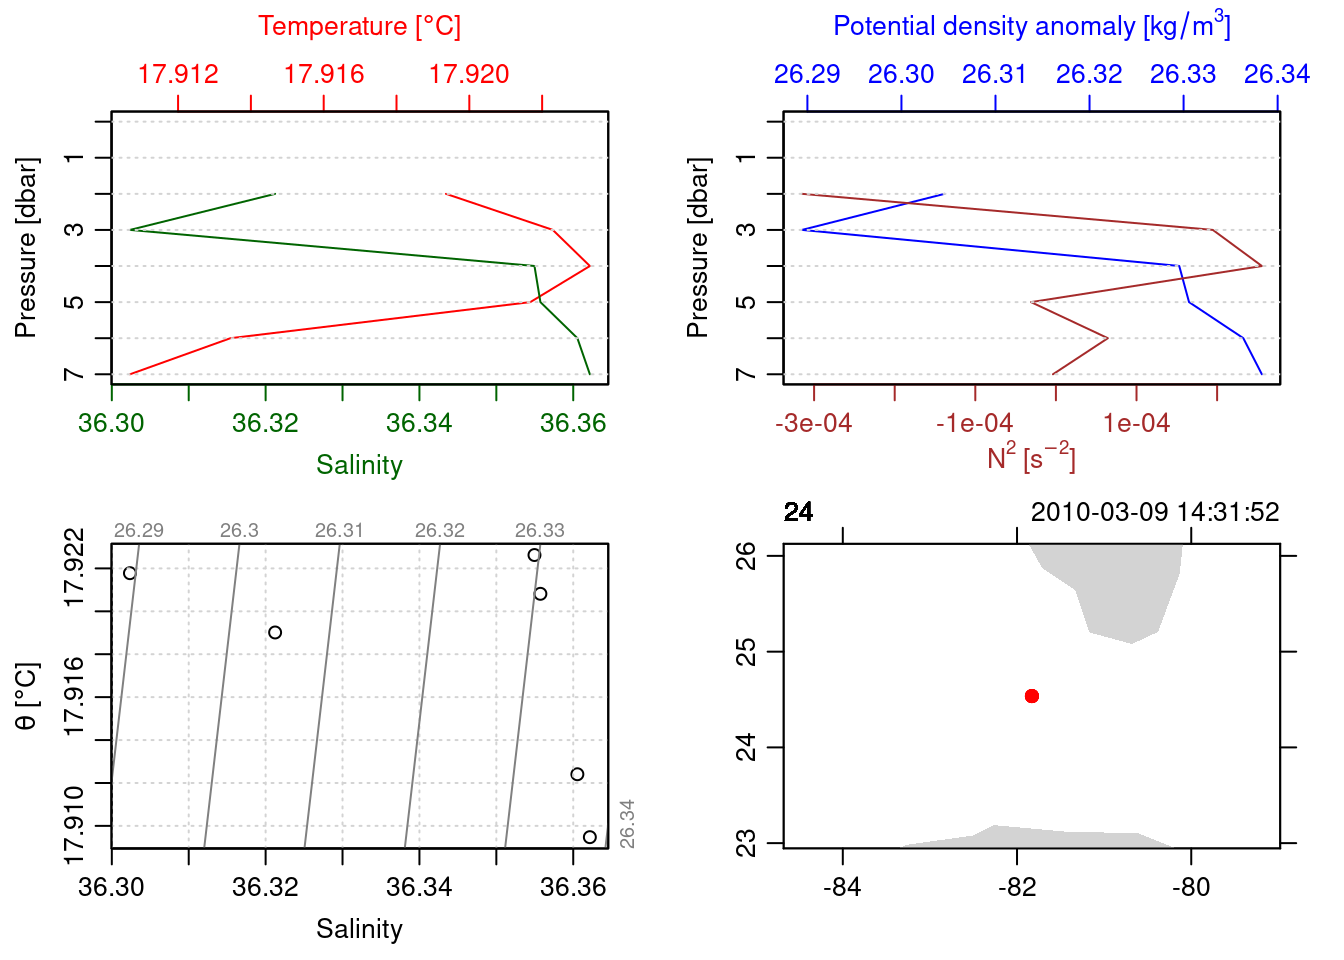 Temperature [°C]
17.912 17.916 17.920
Pressure [dbar]
1
3
5
7
36.30 36.32 36.34 36.36
Salinity
Potential density anomaly [kg/m³]
26.29 26.30 26.31 26.32 26.33 26.34
Pressure [dbar]
1
3
5
7
-3e-04 -1e-04 1e-04
N² [s⁻²]
26.29 26.3 26.31 26.32 26.33
26.34
θ [°C]
17.922
17.916
17.910
36.30 36.32 36.34 36.36
Salinity
24 2010-03-09 14:31:52
26
25
24
23
-84 -82 -80